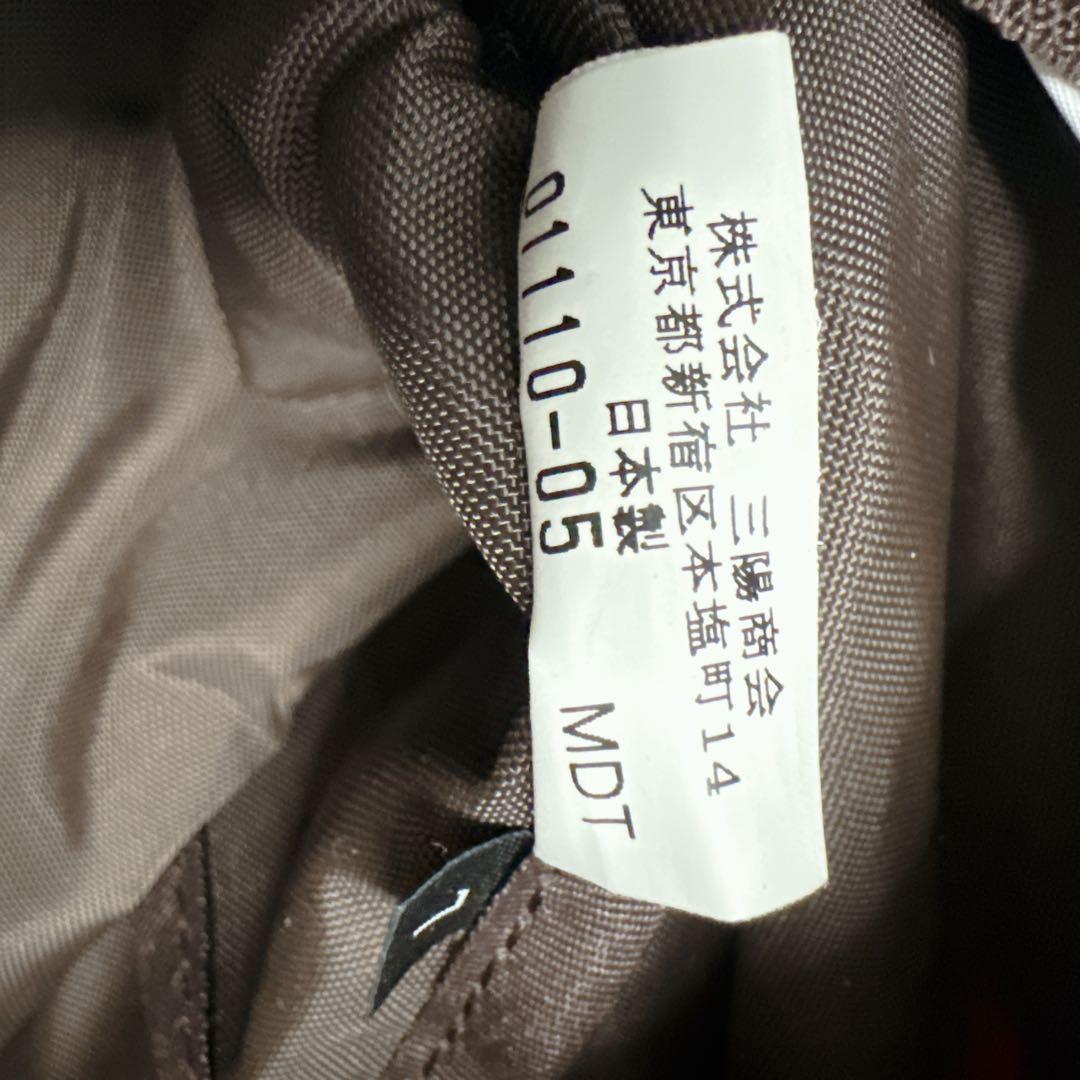 株式会社 三陽商会
東京都新宿区本塩町14
日本製
01110-05 MDT